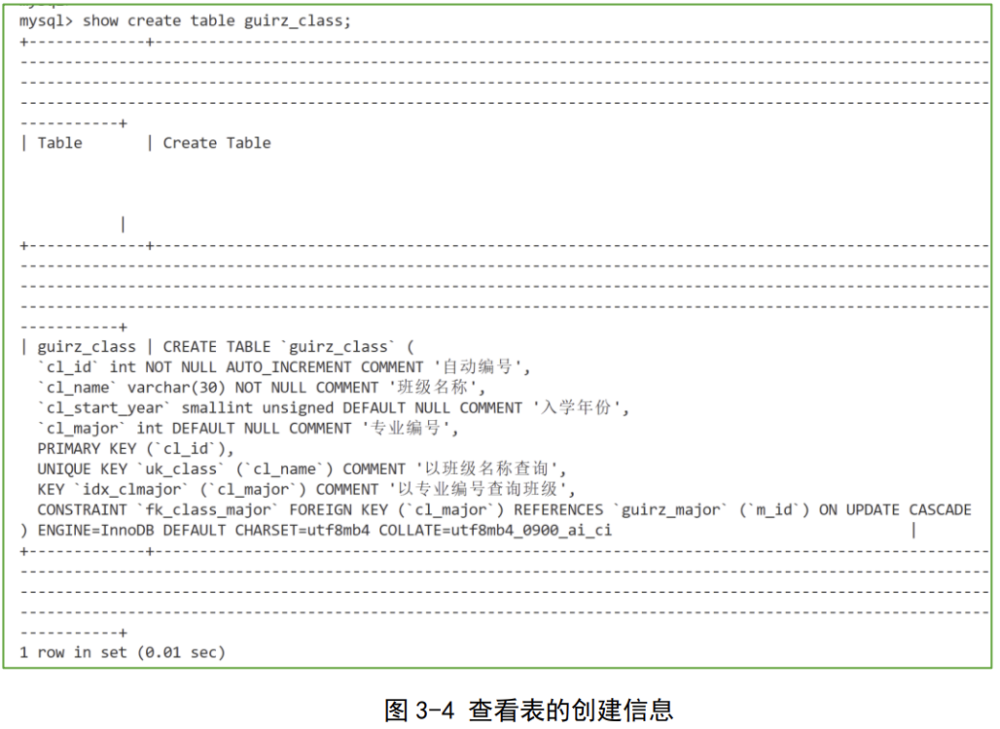 mysql> show create table guirz_class;
+-------------+---------------------------------------------------------------------------------------------
------------------------------------------------------------------------------------------------------------
------------------------------------------------------------------------------------------------------------
------------------------------------------------------------------------------------------------------------
-----------+
| Table       | Create Table
|
+-------------+---------------------------------------------------------------------------------------------
------------------------------------------------------------------------------------------------------------
------------------------------------------------------------------------------------------------------------
------------------------------------------------------------------------------------------------------------
-----------+
| guirz_class | CREATE TABLE `guirz_class` (
  `cl_id` int NOT NULL AUTO_INCREMENT COMMENT '自动编号',
  `cl_name` varchar(30) NOT NULL COMMENT '班级名称',
  `cl_start_year` smallint unsigned DEFAULT NULL COMMENT '入学年份',
  `cl_major` int DEFAULT NULL COMMENT '专业编号',
  PRIMARY KEY (`cl_id`),
  UNIQUE KEY `uk_class` (`cl_name`) COMMENT '以班级名称查询',
  KEY `idx_clmajor` (`cl_major`) COMMENT '以专业编号查询班级',
  CONSTRAINT `fk_class_major` FOREIGN KEY (`cl_major`) REFERENCES `guirz_major` (`m_id`) ON UPDATE CASCADE
) ENGINE=InnoDB DEFAULT CHARSET=utf8mb4 COLLATE=utf8mb4_0900_ai_ci |
+-------------+---------------------------------------------------------------------------------------------
------------------------------------------------------------------------------------------------------------
------------------------------------------------------------------------------------------------------------
------------------------------------------------------------------------------------------------------------
-----------+
1 row in set (0.01 sec)
图 3-4 查看表的创建信息